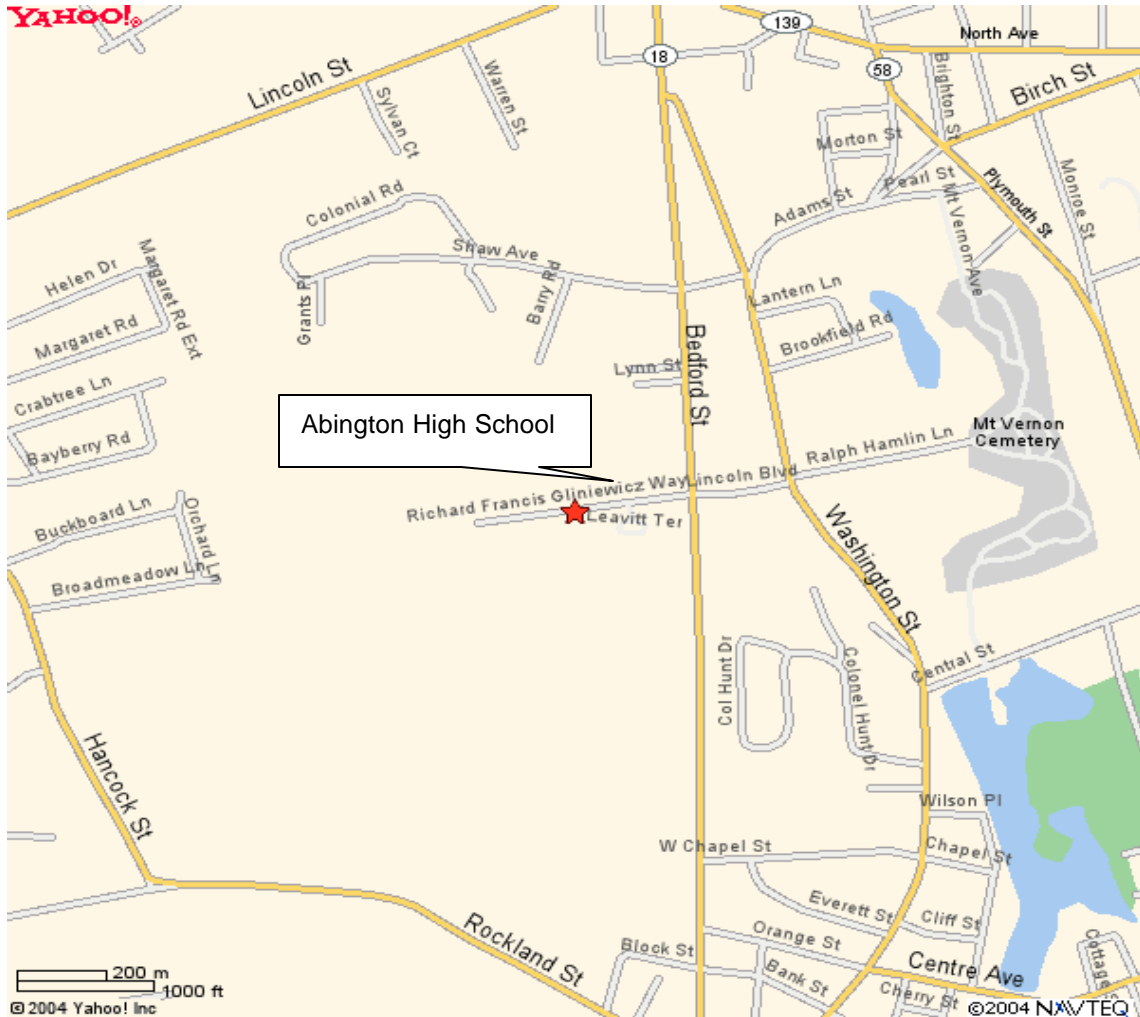 YAHOO!®
139
North Ave
18
58
Lincoln St
Warren St
Sylvan Ct
Brighton St
Birch St
Morton St
Pearl St
Plymouth St
Monroe St
Adams St
Mt Vernon Ave
Colonial Rd
Shaw Ave
Grants Pl
Barry Rd
Helen Dr
Margaret Rd Ext
Margaret Rd
Lantern Ln
Brookfield Rd
Bedford St
Lynn St
Crabtree Ln
Bayberry Rd
Abington High School
Mt Vernon
Cemetery
Ralph Hamlin Ln
Lincoln Blvd
Richard Francis Gliniewicz Way
Leavitt Ter
Buckboard Ln
Orchard Ln
Broadmeadow Ln
Washington St
Central St
Col Hunt Dr
Colonel Hunt Dr
Hancock St
Wilson Pl
W Chapel St
Chapel St
Everett St
Cliff St
Rockland St
Orange St
Block St
Bank St
Centre Ave
Cherry St
Cottage S
200 m
1000 ft
© 2004 Yahoo! Inc
©2004 NAVTEQ